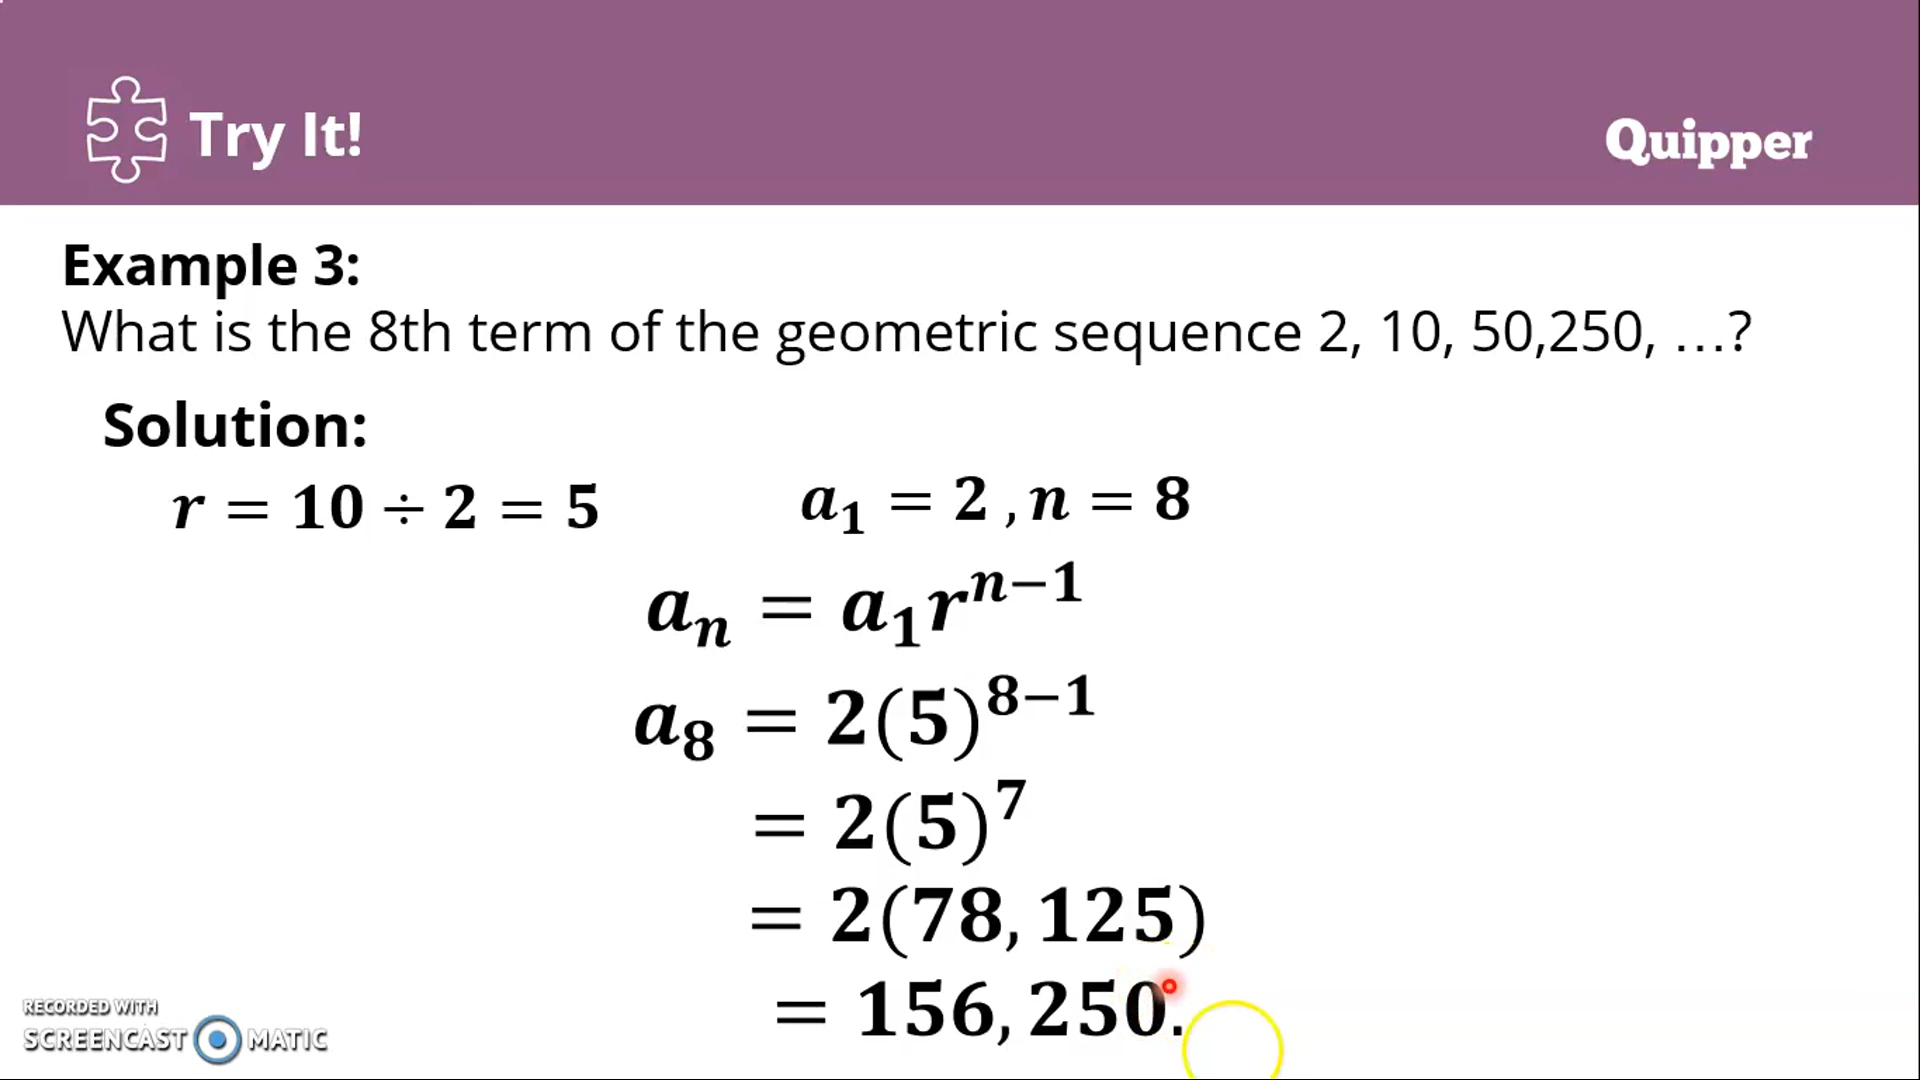 Try It!
Quipper
Example 3:
What is the 8th term of the geometric sequence 2, 10, 50,250, …?
Solution:
r = 10 ÷ 2 = 5
a₁ = 2 , n = 8
aₙ = a₁rⁿ⁻¹
a₈ = 2(5)⁸⁻¹
= 2(5)⁷
= 2(78, 125)
= 156, 250.
RECORDED WITH
SCREENCAST MATIC